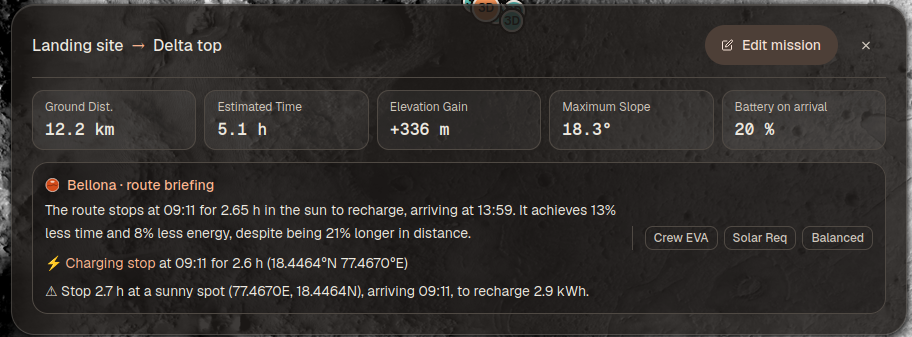 3D
3D
Landing site → Delta top
Edit mission
×
Ground Dist.
12.2 km
Estimated Time
5.1 h
Elevation Gain
+336 m
Maximum Slope
18.3°
Battery on arrival
20 %
Bellona · route briefing
The route stops at 09:11 for 2.65 h in the sun to recharge, arriving at 13:59. It achieves 13%
less time and 8% less energy, despite being 21% longer in distance.
Crew EVA
Solar Req
Balanced
⚡ Charging stop at 09:11 for 2.6 h (18.4464°N 77.4670°E)
⚠ Stop 2.7 h at a sunny spot (77.4670E, 18.4464N), arriving 09:11, to recharge 2.9 kWh.